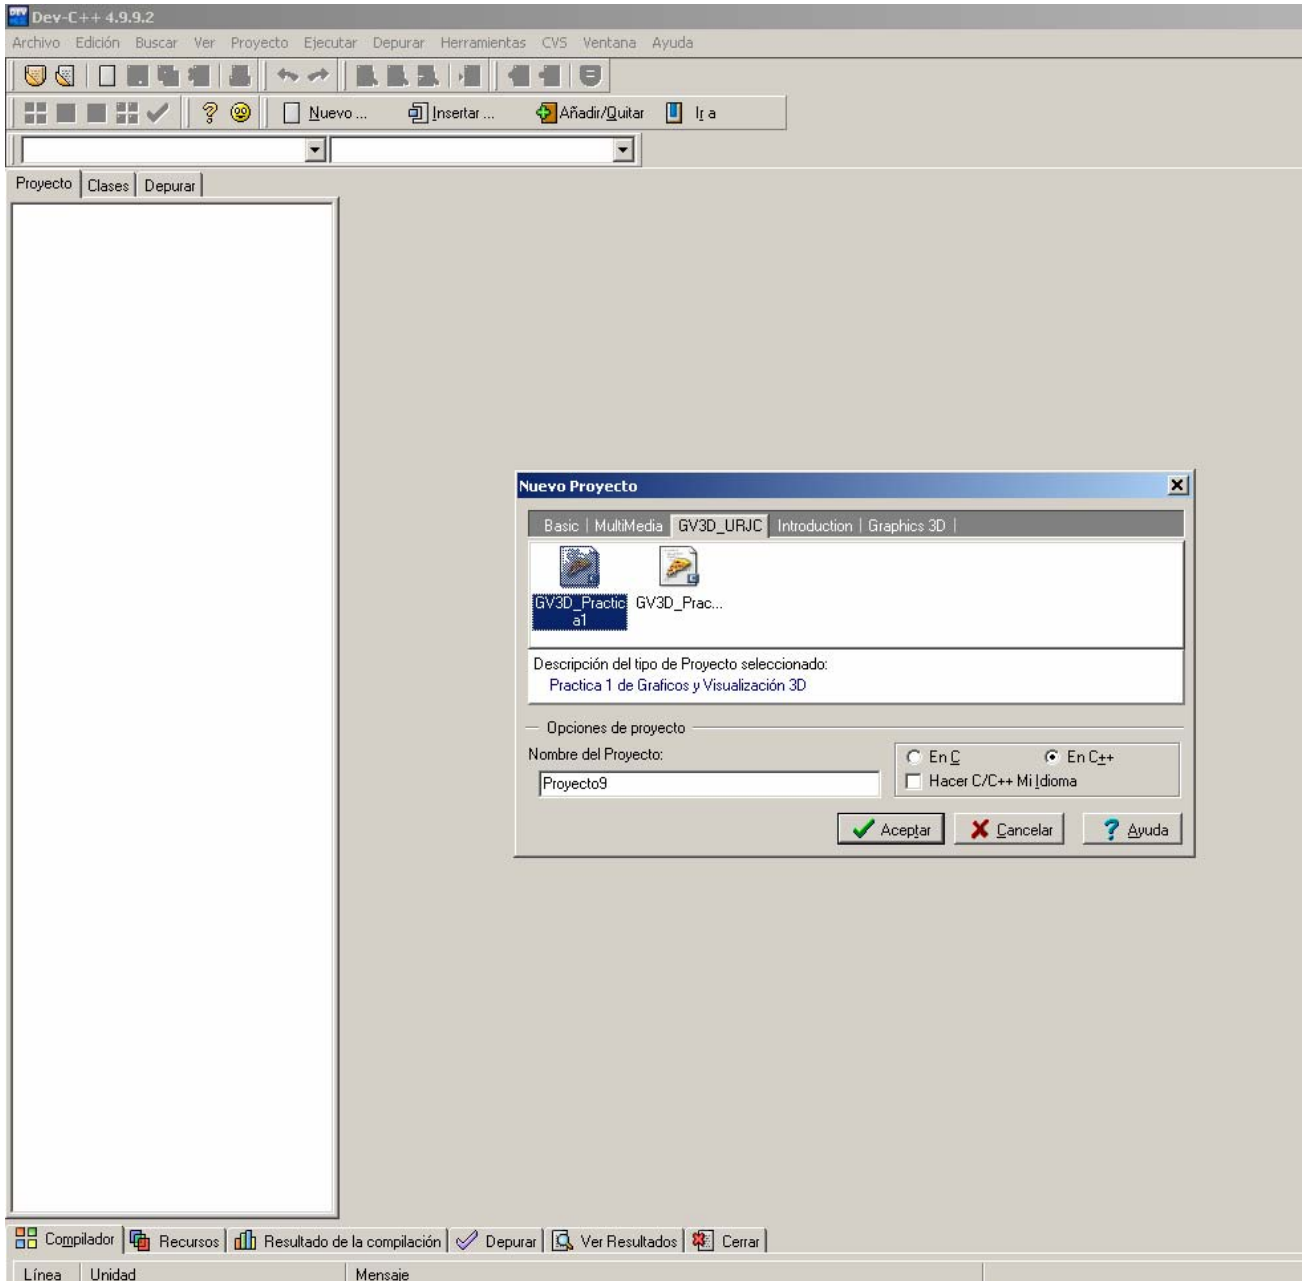 Dev-C++ 4.9.9.2
Archivo Edición Buscar Ver Proyecto Ejecutar Depurar Herramientas CVS Ventana Ayuda
Nuevo ... Insertar ... Añadir/Quitar Ir a
Proyecto Clases Depurar
Nuevo Proyecto
Basic MultiMedia GV3D_URJC Introduction Graphics 3D
GV3D_Practic GV3D_Prac...
a1
Descripción del tipo de Proyecto seleccionado:
Practica 1 de Graficos y Visualización 3D
Opciones de proyecto
Nombre del Proyecto:
En C En C++
Proyecto9
Hacer C/C++ Mi Idioma
Aceptar Cancelar Ayuda
Compilador Recursos Resultado de la compilación Depurar Ver Resultados Cerrar
Línea Unidad Mensaje